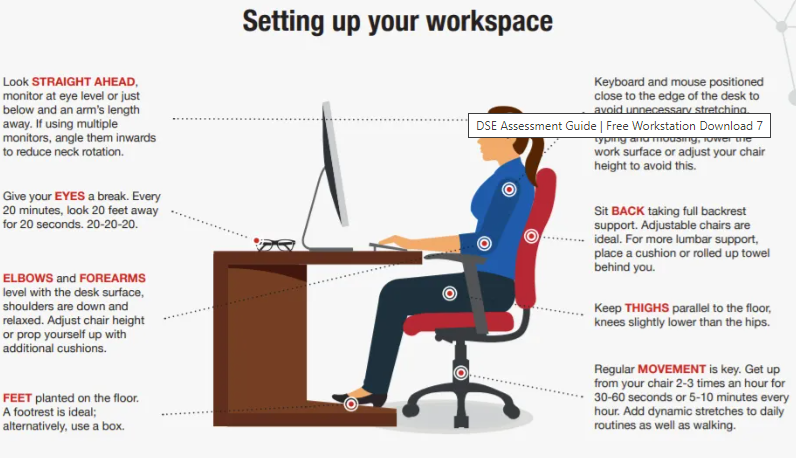 Setting up your workspace
Look STRAIGHT AHEAD,
monitor at eye level or just
below and an arm's length
away. If using multiple
monitors, angle them inwards
to reduce neck rotation.
Give your EYES a break. Every
20 minutes, look 20 feet away
for 20 seconds. 20-20-20.
ELBOWS and FOREARMS
level with the desk surface,
shoulders are down and
relaxed. Adjust chair height
or prop yourself up with
additional cushions.
FEET planted on the floor.
A footrest is ideal;
alternatively, use a box.
Keyboard and mouse positioned
close to the edge of the desk to
avoid unnecessary stretching.
DSE Assessment Guide | Free Workstation Download 7
typing and mousing, lower the
work surface or adjust your chair
height to avoid this.
Sit BACK taking full backrest
support. Adjustable chairs are
ideal. For more lumbar support,
place a cushion or rolled up towel
behind you.
Keep THIGHS parallel to the floor,
knees slightly lower than the hips.
Regular MOVEMENT is key. Get up
from your chair 2-3 times an hour for
30-60 seconds or 5-10 minutes every
hour. Add dynamic stretches to daily
routines as well as walking.